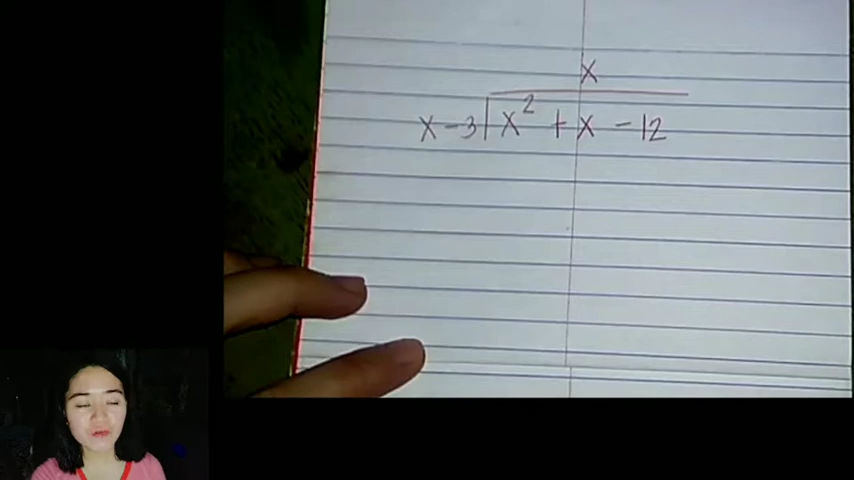 x
x - 3 | x² + x - 12